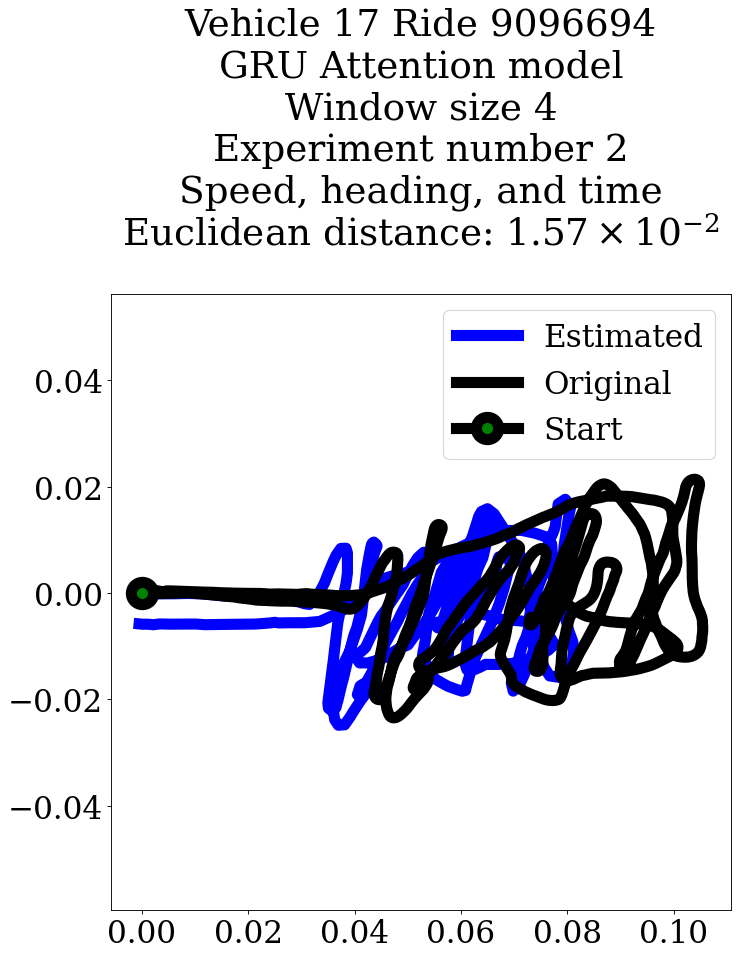 Vehicle 17 Ride 9096694
GRU Attention model
Window size 4
Experiment number 2
Speed, heading, and time
Euclidean distance: $1.57 \times 10^{-2}$
Estimated
Original
Start
0.04
0.02
0.00
−0.02
−0.04
0.00 0.02 0.04 0.06 0.08 0.10